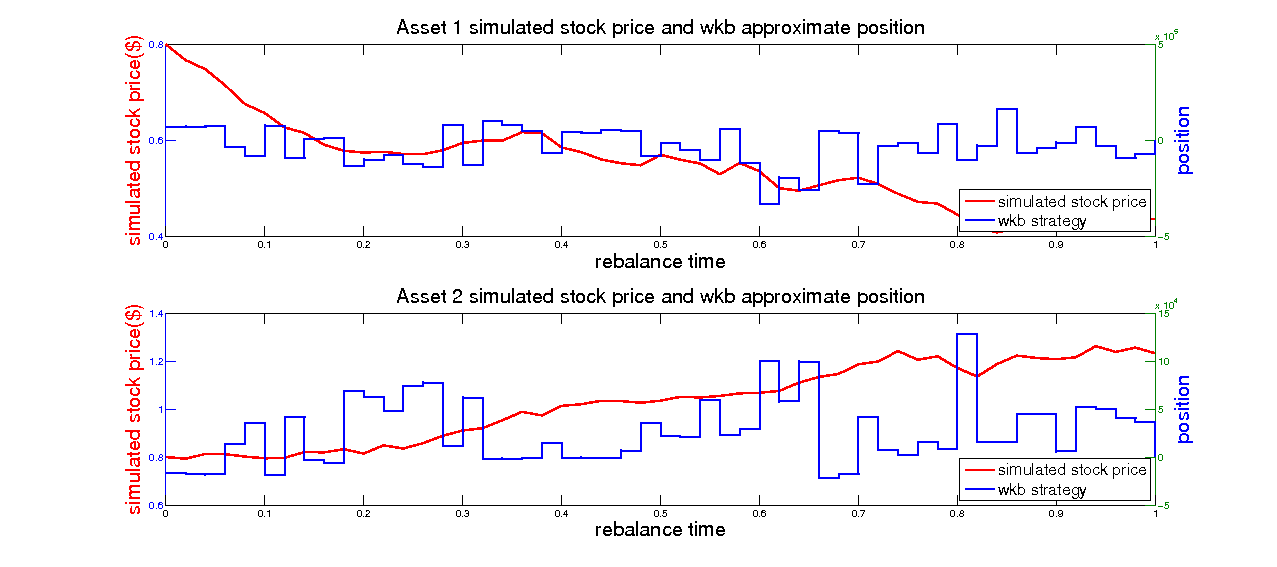 Asset 1 simulated stock price and wkb approximate position
x 10^5
simulated stock price($)
0.8
0.6
0.4
5
0
-5
position
simulated stock price
wkb strategy
0 0.1 0.2 0.3 0.4 0.5 0.6 0.7 0.8 0.9 1
rebalance time
Asset 2 simulated stock price and wkb approximate position
x 10^4
simulated stock price($)
1.4
1.2
1
0.8
0.6
15
10
5
0
-5
position
simulated stock price
wkb strategy
0 0.1 0.2 0.3 0.4 0.5 0.6 0.7 0.8 0.9 1
rebalance time